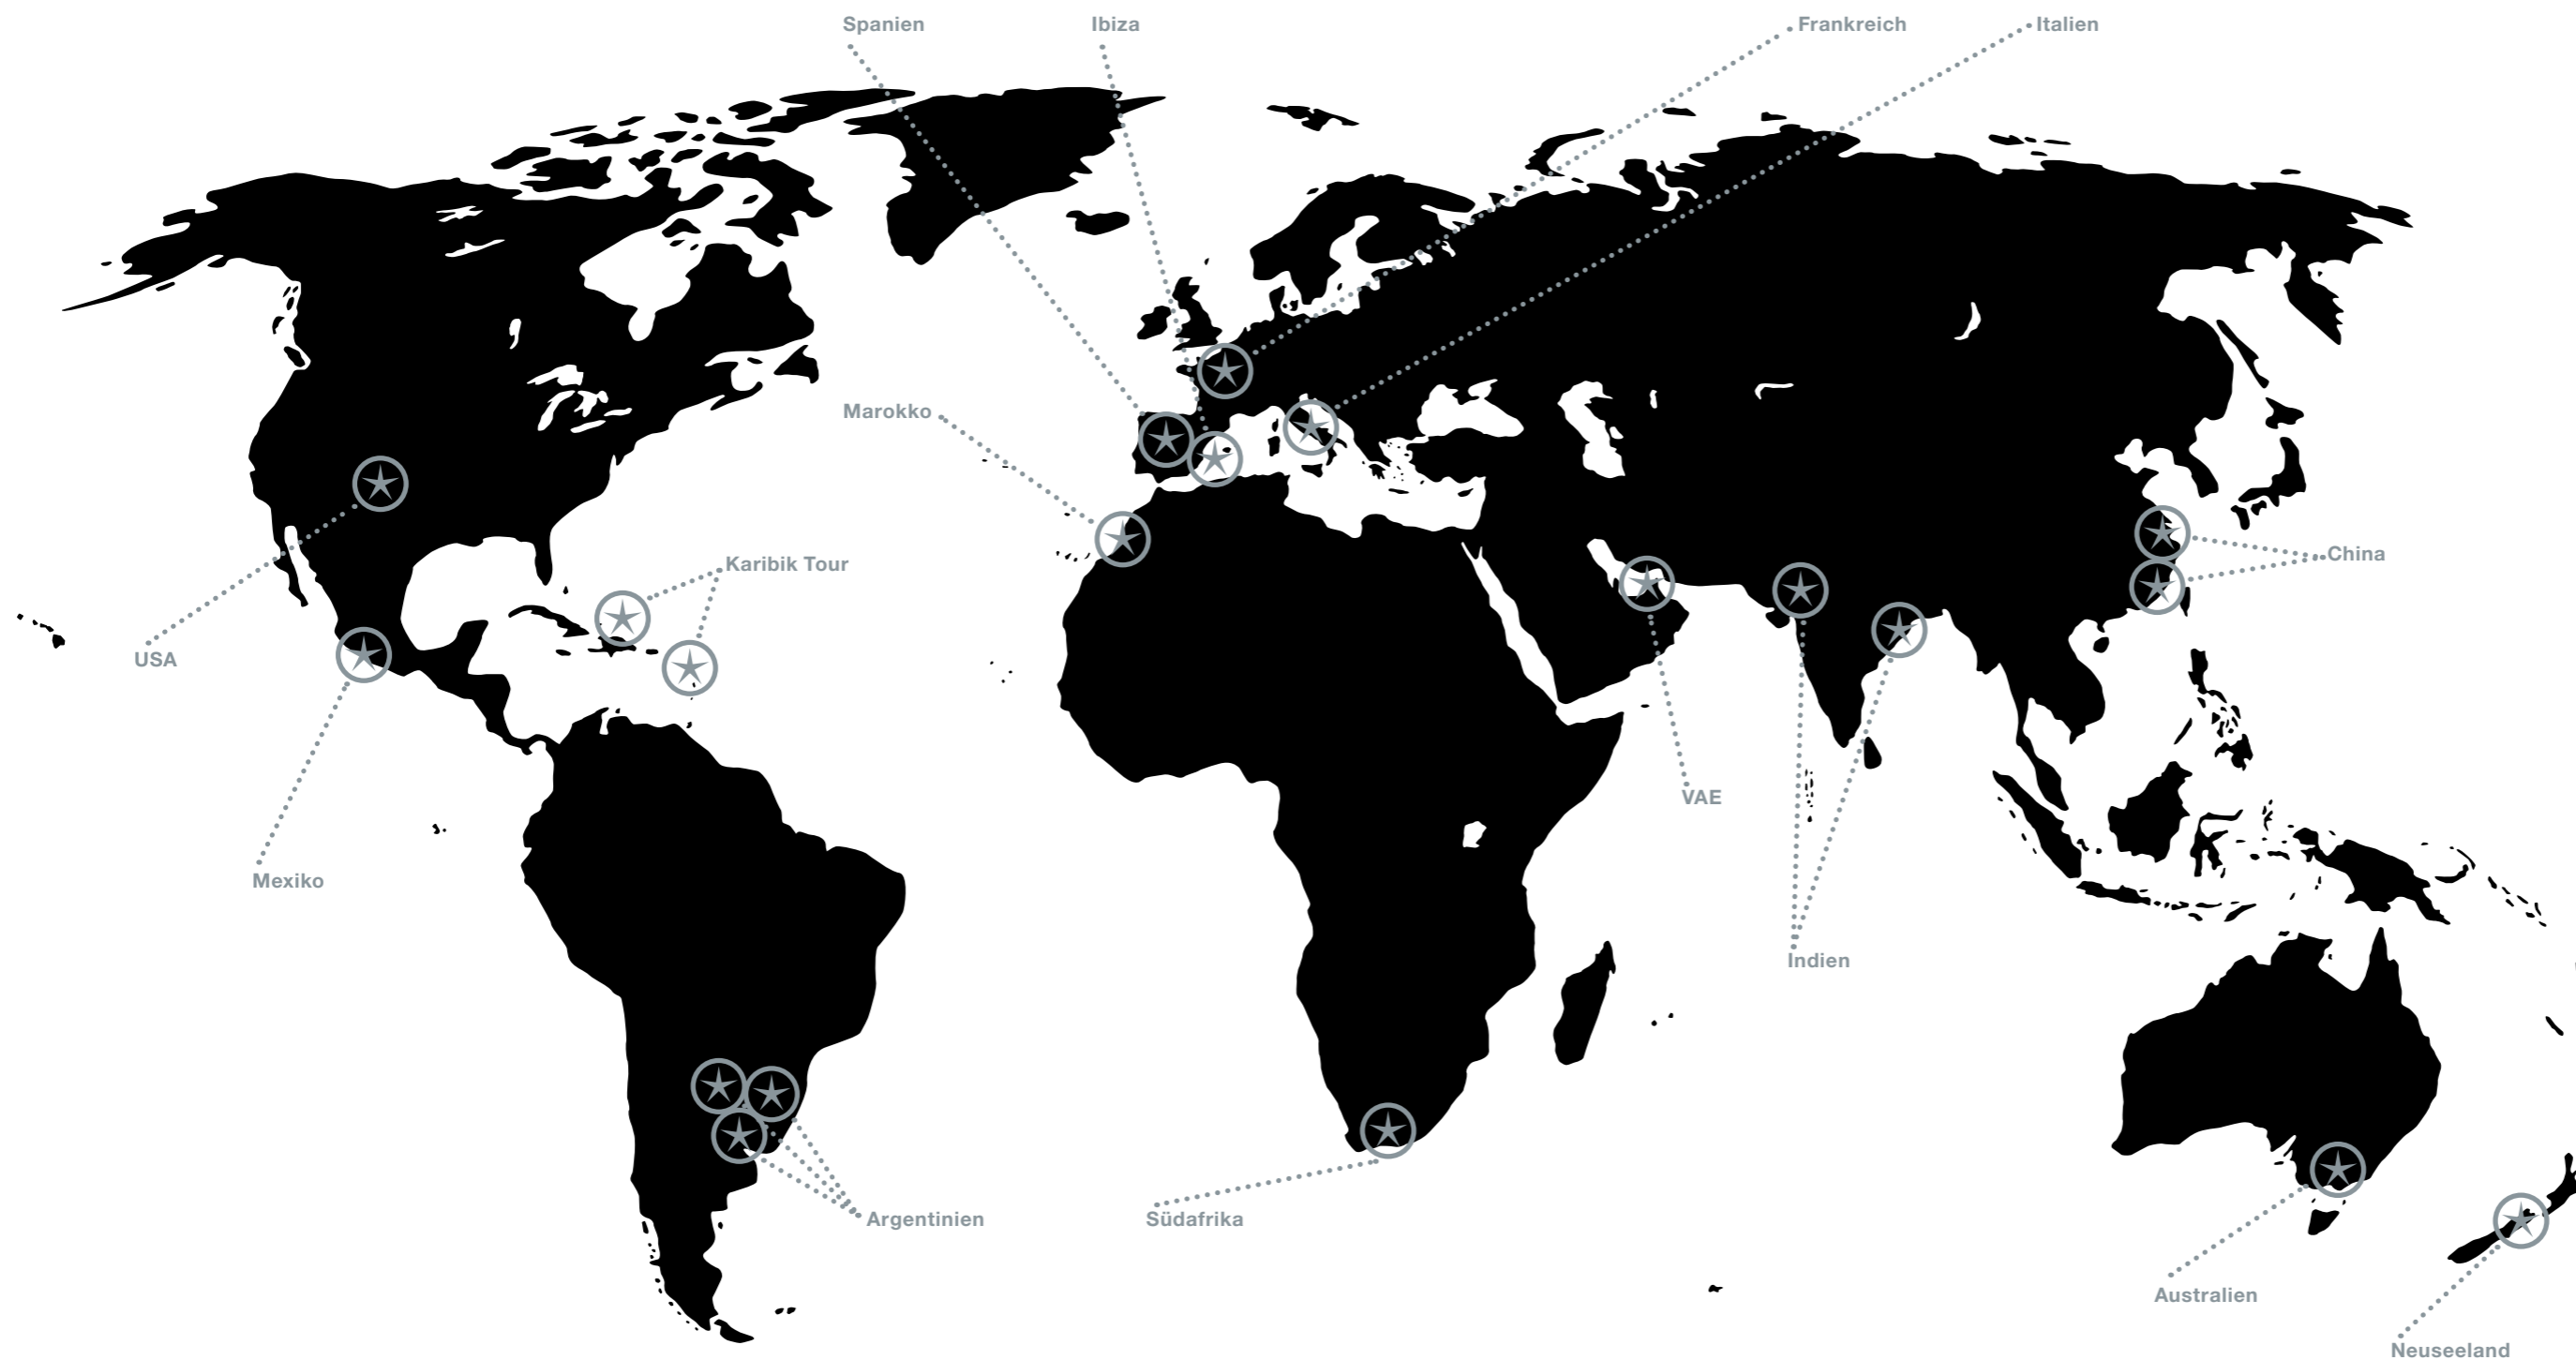 Spanien
Ibiza
Frankreich
Italien
Marokko
Karibik Tour
China
USA
VAE
Mexiko
Indien
Argentinien
Südafrika
Australien
Neuseeland